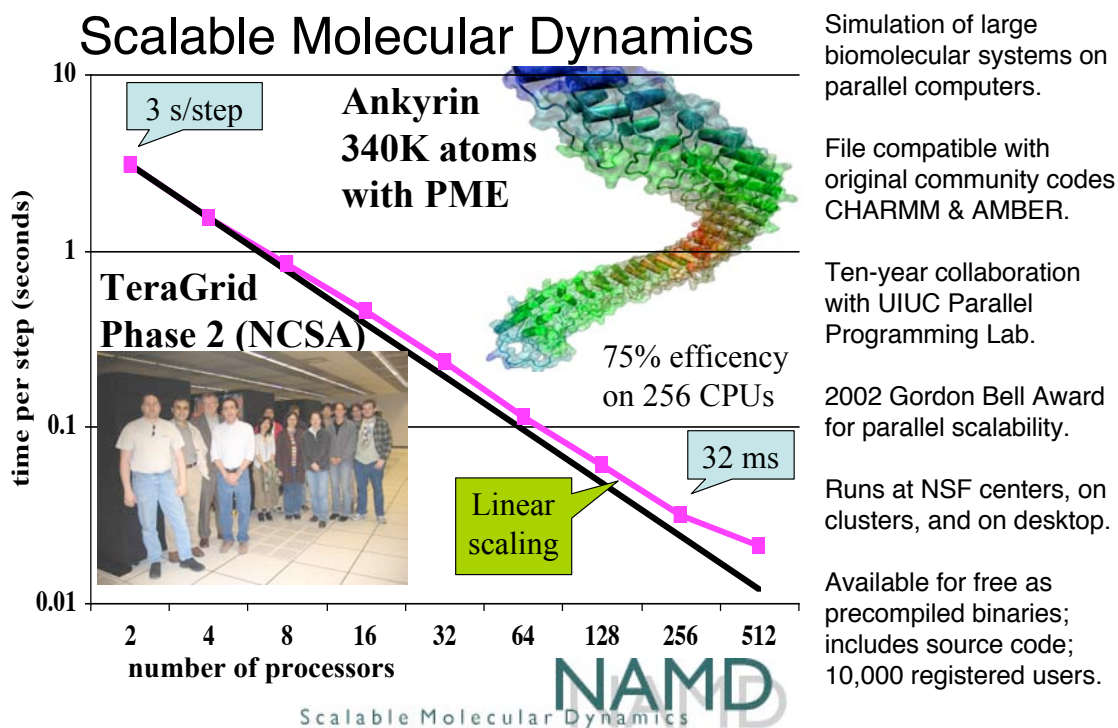 Scalable Molecular Dynamics
10
3 s/step
Ankyrin
340K atoms
with PME
time per step (seconds)
1
TeraGrid
Phase 2 (NCSA)
75% efficency
on 256 CPUs
0.1
32 ms
Linear
scaling
0.01
2 4 8 16 32 64 128 256 512
number of processors
NAMD
Scalable Molecular Dynamics
Simulation of large
biomolecular systems on
parallel computers.
File compatible with
original community codes
CHARMM & AMBER.
Ten-year collaboration
with UIUC Parallel
Programming Lab.
2002 Gordon Bell Award
for parallel scalability.
Runs at NSF centers, on
clusters, and on desktop.
Available for free as
precompiled binaries;
includes source code;
10,000 registered users.